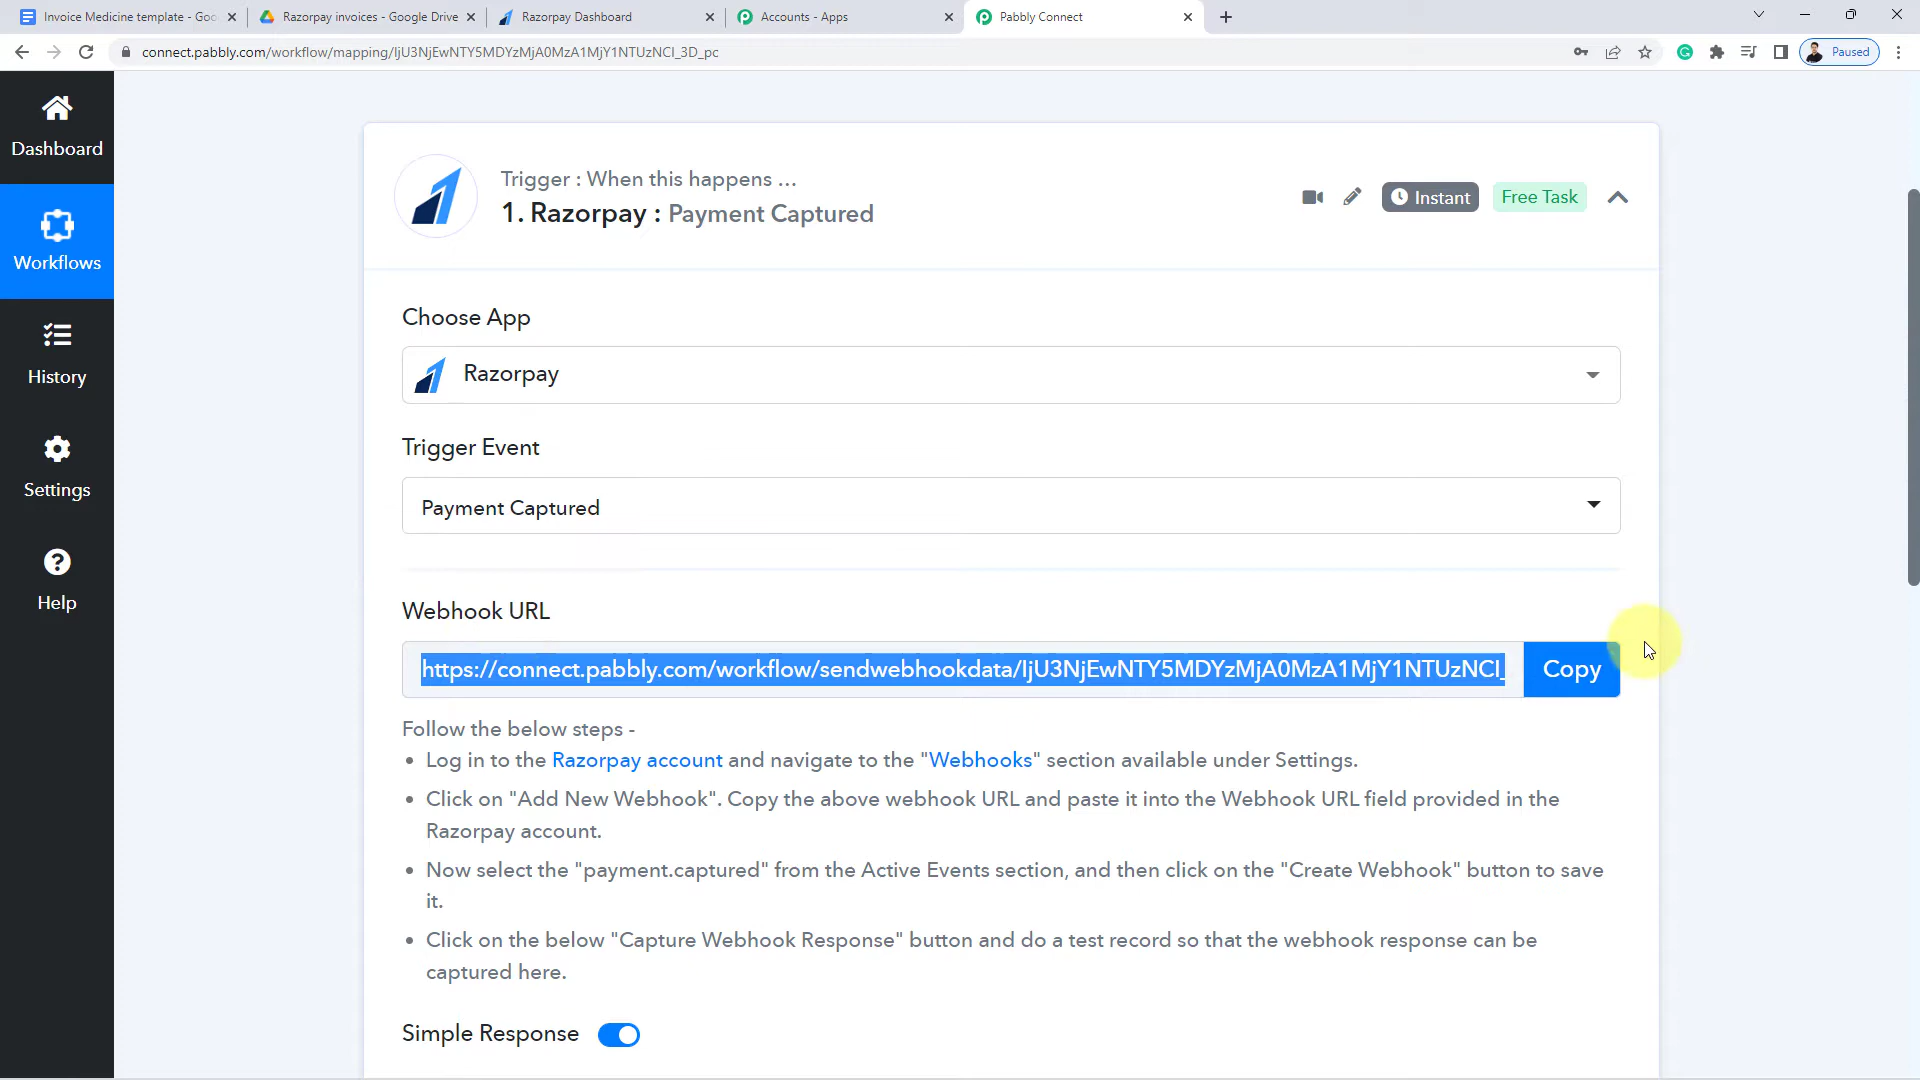 Invoice Medicine template - Goo
Razorpay invoices - Google Drive
Razorpay Dashboard
Accounts - Apps
Pabbly Connect
connect.pabbly.com/workflow/mapping/IjU3NjEwNTY5MDYzMjA0MzA1MjY1NTUzNCI_3D_pc
Paused
Dashboard
Workflows
History
Settings
Help
Trigger : When this happens ...
1. Razorpay : Payment Captured
Instant
Free Task
Choose App
Razorpay
Trigger Event
Payment Captured
Webhook URL
https://connect.pabbly.com/workflow/sendwebhookdata/IjU3NjEwNTY5MDYzMjA0MzA1MjY1NTUzNCI_
Copy
Follow the below steps -
• Log in to the Razorpay account and navigate to the "Webhooks" section available under Settings.
• Click on "Add New Webhook". Copy the above webhook URL and paste it into the Webhook URL field provided in the
Razorpay account.
• Now select the "payment.captured" from the Active Events section, and then click on the "Create Webhook" button to save
it.
• Click on the below "Capture Webhook Response" button and do a test record so that the webhook response can be
captured here.
Simple Response